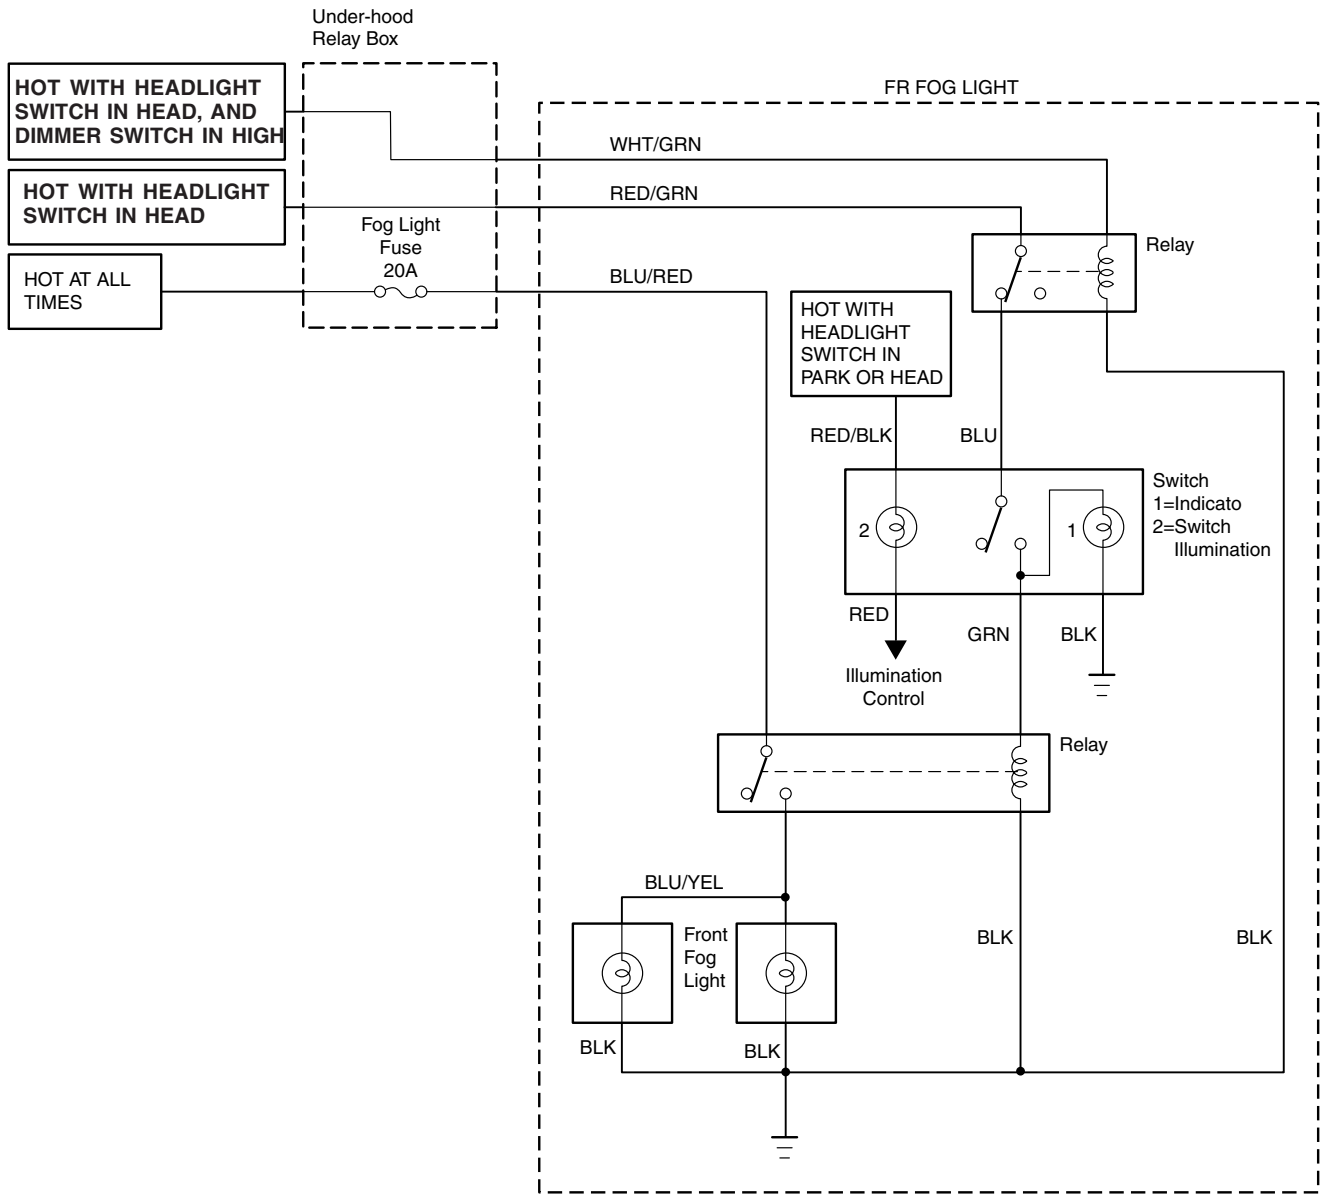 Under-hood
Relay Box
HOT WITH HEADLIGHT
SWITCH IN HEAD, AND
DIMMER SWITCH IN HIGH
FR FOG LIGHT
WHT/GRN
HOT WITH HEADLIGHT
SWITCH IN HEAD
RED/GRN
Fog Light
Fuse
20A
Relay
HOT AT ALL
TIMES
BLU/RED
HOT WITH
HEADLIGHT
SWITCH IN
PARK OR HEAD
RED/BLK
BLU
Switch
1=Indicato
2=Switch
Illumination
2
1
RED
GRN
BLK
Illumination
Control
Relay
BLU/YEL
Front
Fog
Light
BLK
BLK
BLK
BLK